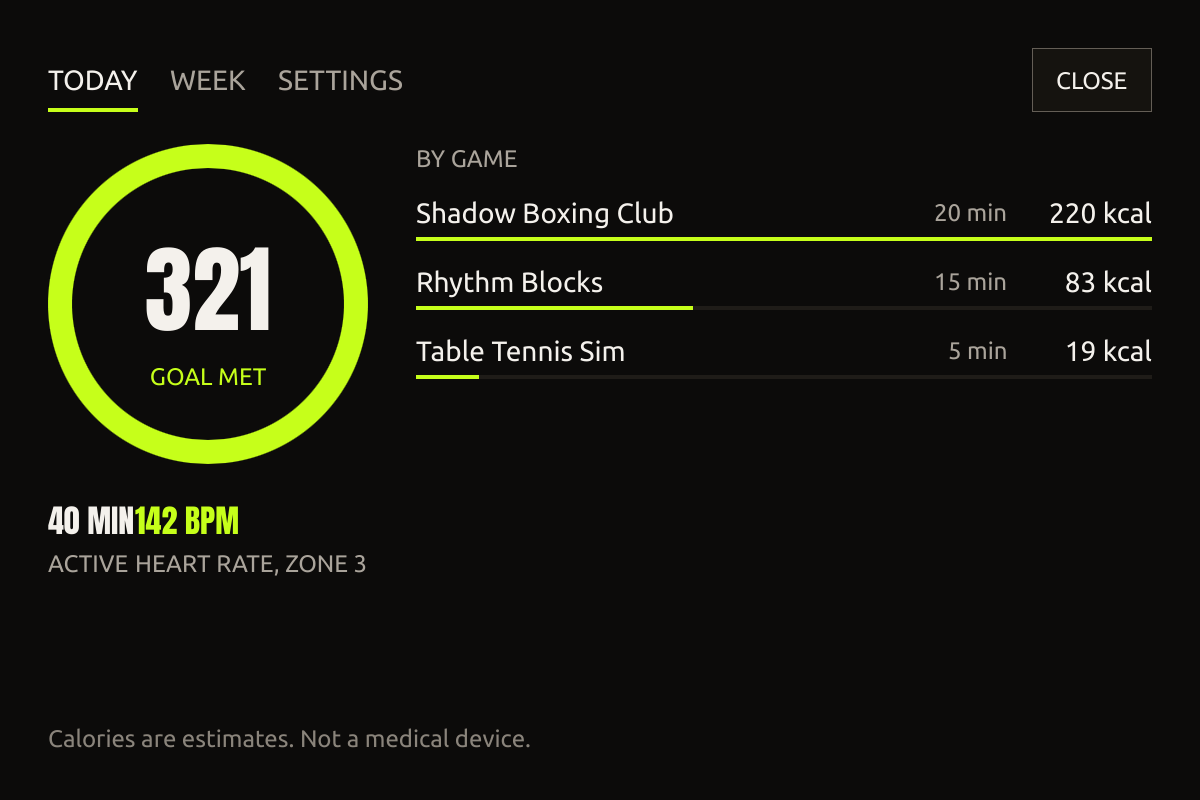 TODAY WEEK SETTINGS CLOSE
321
GOAL MET
40 MIN142 BPM
ACTIVE HEART RATE, ZONE 3
BY GAME
Shadow Boxing Club 20 min 220 kcal
Rhythm Blocks 15 min 83 kcal
Table Tennis Sim 5 min 19 kcal
Calories are estimates. Not a medical device.